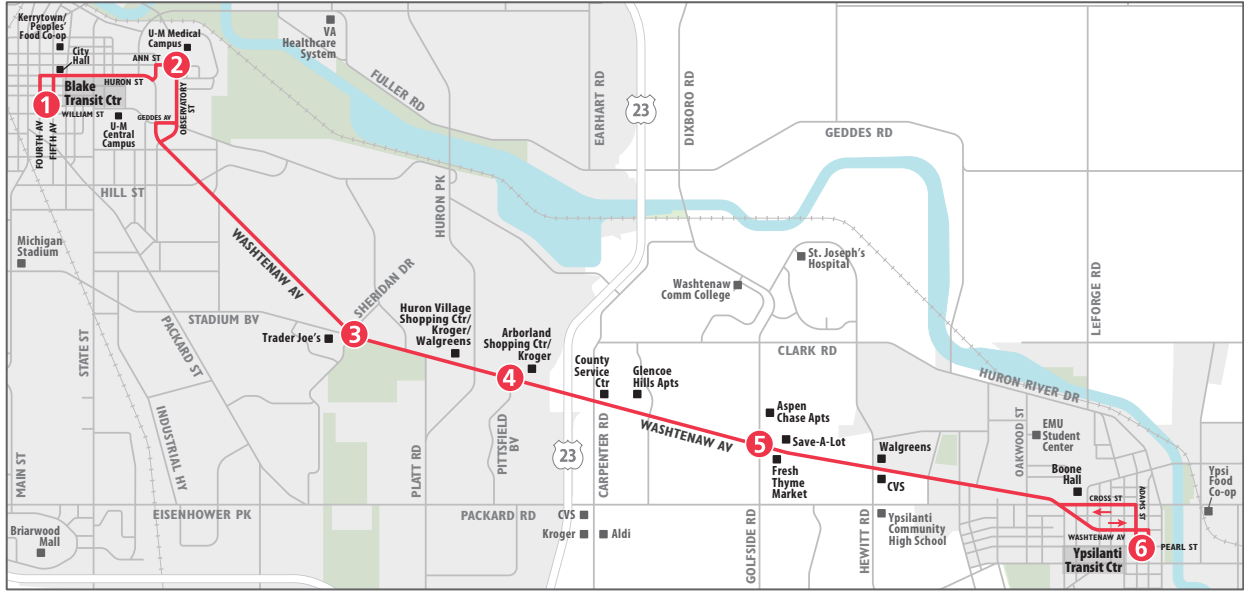 Kerrytown/
Peoples'
Food Co-op
U-M Medical
Campus
City
Hall
ANN ST
2
VA
Healthcare
System
HURON ST
Blake
Transit Ctr
1
WILLIAM ST
GEDDES AV
OBSERVATORY
ST
U-M
Central
Campus
FOURTH AV
FIFTH AV
FULLER RD
EARHART RD
23
DIXBORO RD
GEDDES RD
HILL ST
HURON PK
Michigan
Stadium
WASHTENAW AV
SHERIDAN DR
STADIUM BV
PACKARD ST
STATE ST
Trader Joe's
3
Huron Village
Shopping Ctr/
Kroger/
Walgreens
Arborland
Shopping Ctr/
Kroger
4
County
Service
Ctr
Glencoe
Hills Apts
Washtenaw
Comm College
St. Joseph's
Hospital
LEFORGE RD
CLARK RD
HURON RIVER DR
Aspen
Chase Apts
WASHTENAW AV
5
Save-A-Lot
Fresh
Thyme
Market
Walgreens
CVS
OAKWOOD ST
EMU
Student
Center
Boone
Hall
Ypsi
Food
Co-op
INDUSTRIAL HY
MAIN ST
PLATT RD
PITTSFIELD
BV
23
CARPENTER RD
EISENHOWER PK
PACKARD RD
CVS
Kroger
Aldi
GOLFSIDE RD
HEWITT RD
Ypsilanti
Community
High School
CROSS ST
ADAMS ST
WASHTENAW AV
6
PEARL ST
Ypsilanti
Transit Ctr
Briarwood
Mall